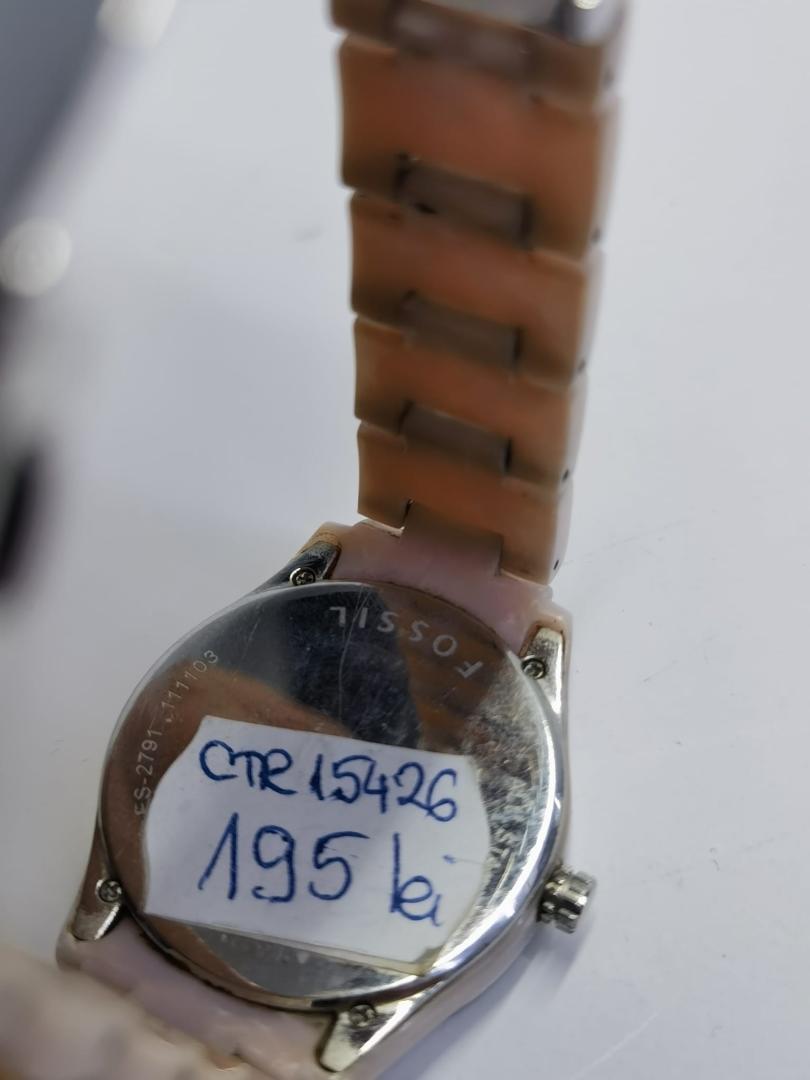 FOSSIL
ES-2791 111103
CTR 15426
195 lei